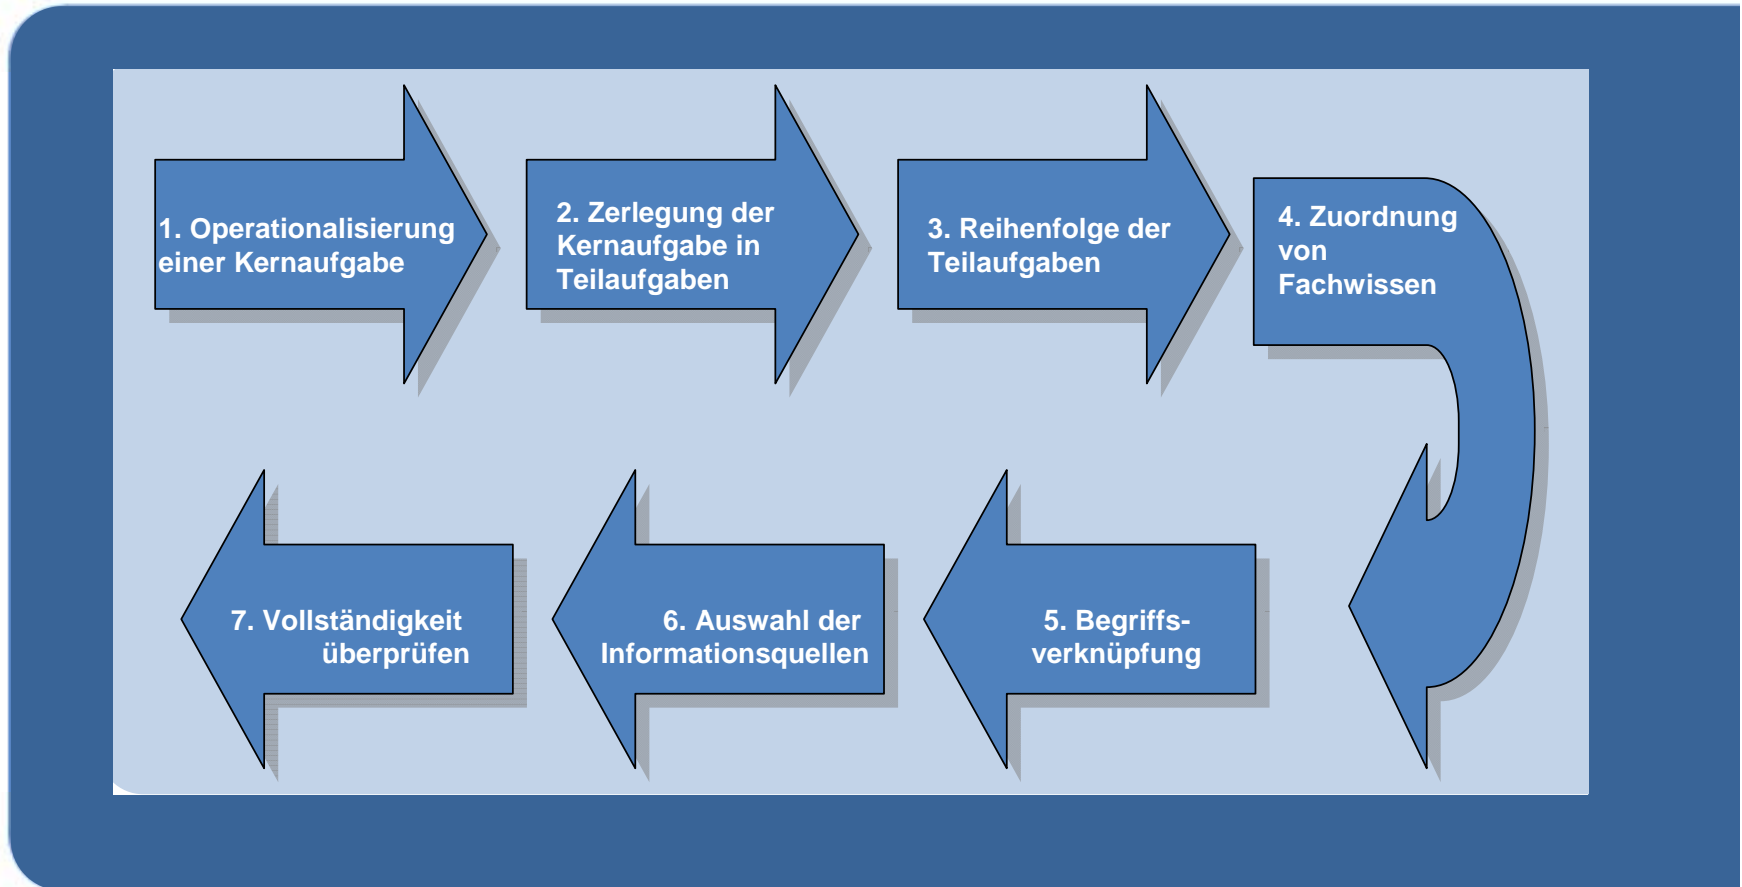 1. Operationalisierung
einer Kernaufgabe
2. Zerlegung der
Kernaufgabe in
Teilaufgaben
3. Reihenfolge der
Teilaufgaben
4. Zuordnung
von
Fachwissen
5. Begriffs-
verknüpfung
6. Auswahl der
Informationsquellen
7. Vollständigkeit
überprüfen